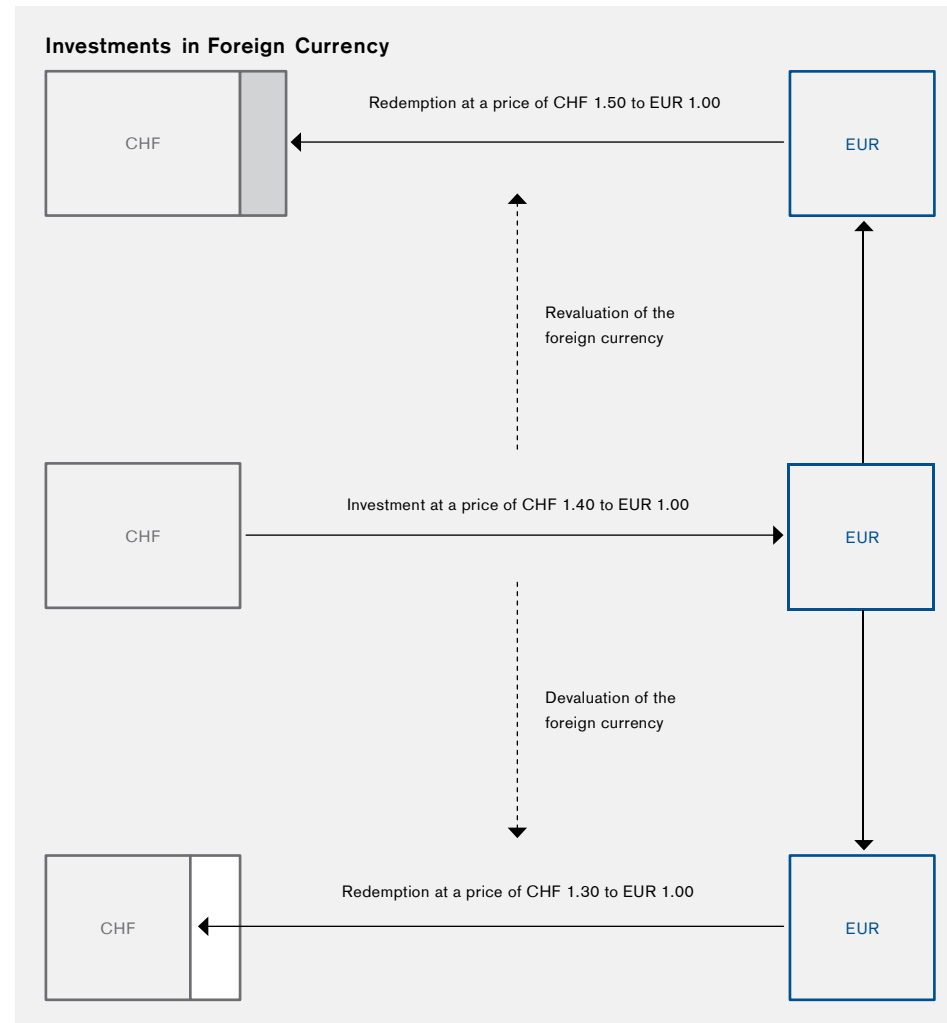 Investments in Foreign Currency
Redemption at a price of CHF 1.50 to EUR 1.00
CHF
EUR
Revaluation of the
foreign currency
Investment at a price of CHF 1.40 to EUR 1.00
CHF
EUR
Devaluation of the
foreign currency
Redemption at a price of CHF 1.30 to EUR 1.00
CHF
EUR